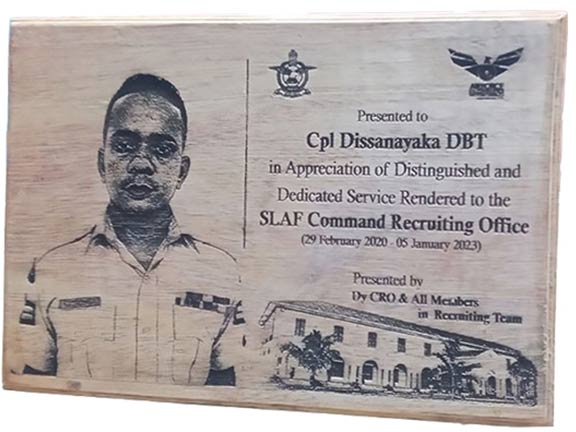 Presented to
Cpl Dissanayaka DBT
in Appreciation of Distinguished and
Dedicated Service Rendered to the
SLAF Command Recruiting Office
(29 February 2020 - 05 January 2023)
Presented by
Dy CRO & All Members
in Recruiting Team